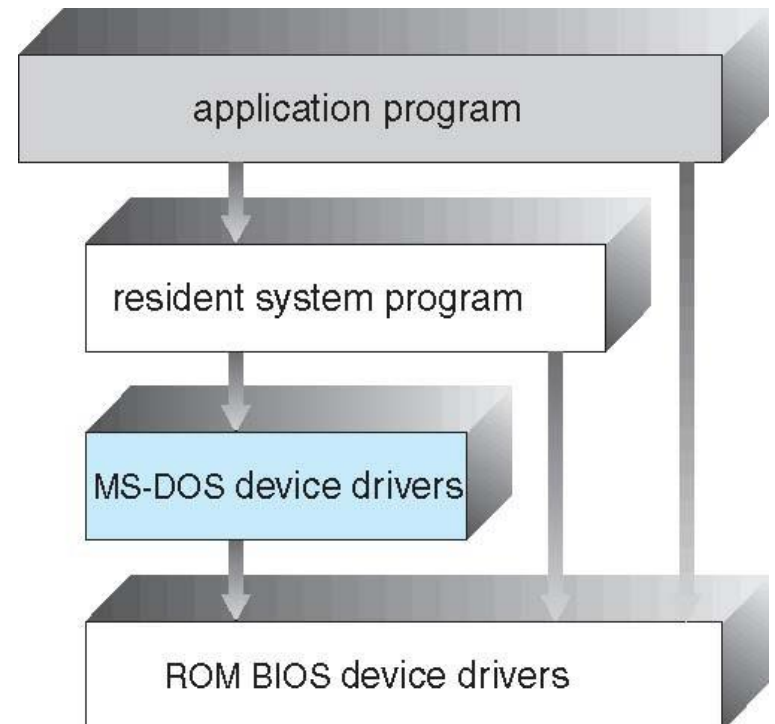 application program
resident system program
MS-DOS device drivers
ROM BIOS device drivers